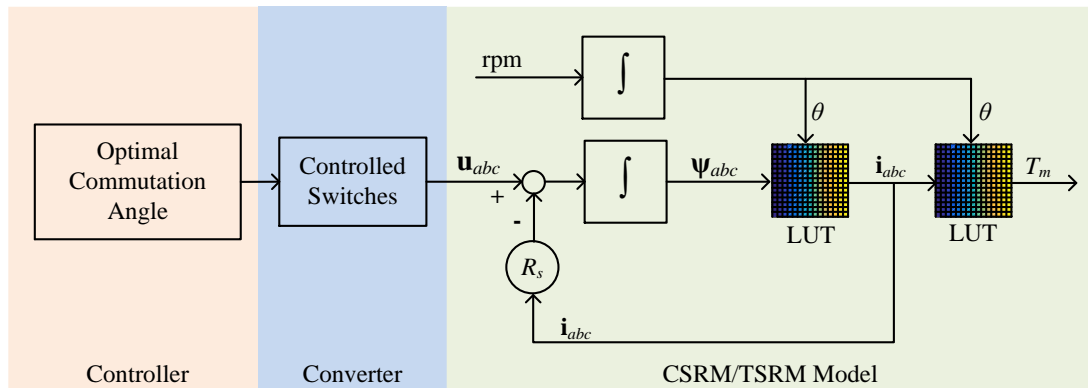 rpm
∫
θ
θ
Optimal
Commutation
Angle
Controlled
Switches
u_abc
+
-
∫
ψ_abc
i_abc
T_m
LUT
LUT
R_s
i_abc
Controller
Converter
CSRM/TSRM Model